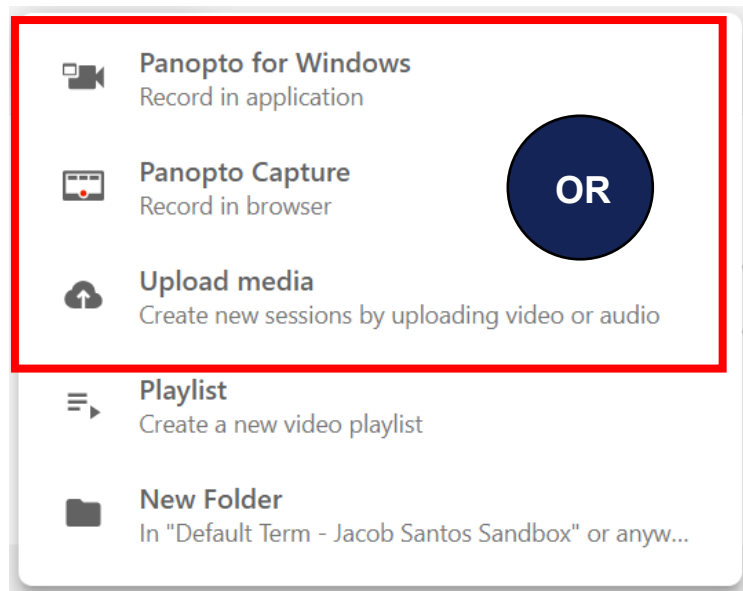 Panopto for Windows
Record in application
Panopto Capture
Record in browser
OR
Upload media
Create new sessions by uploading video or audio
Playlist
Create a new video playlist
New Folder
In "Default Term - Jacob Santos Sandbox" or anyw...